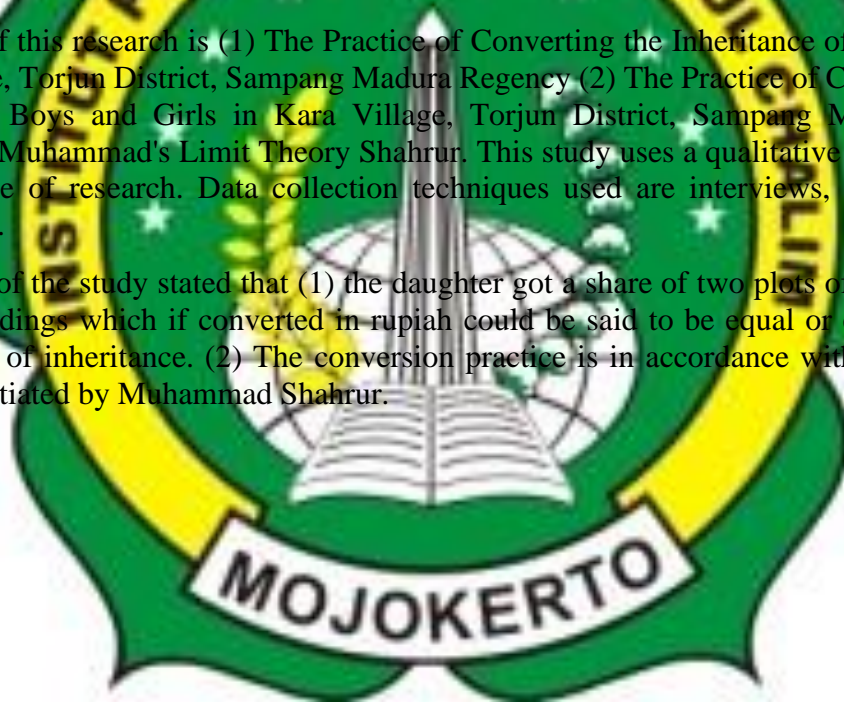 f this research is (1) The Practice of Converting the Inheritance of
e, Torjun District, Sampang Madura Regency (2) The Practice of C
Boys and Girls in Kara Village, Torjun District, Sampang M
Muhammad's Limit Theory Shahrur. This study uses a qualitative
e of research. Data collection techniques used are interviews,
.
of the study stated that (1) the daughter got a share of two plots of
dings which if converted in rupiah could be said to be equal or
of inheritance. (2) The conversion practice is in accordance with
tiated by Muhammad Shahrur.
MOJOKERTO